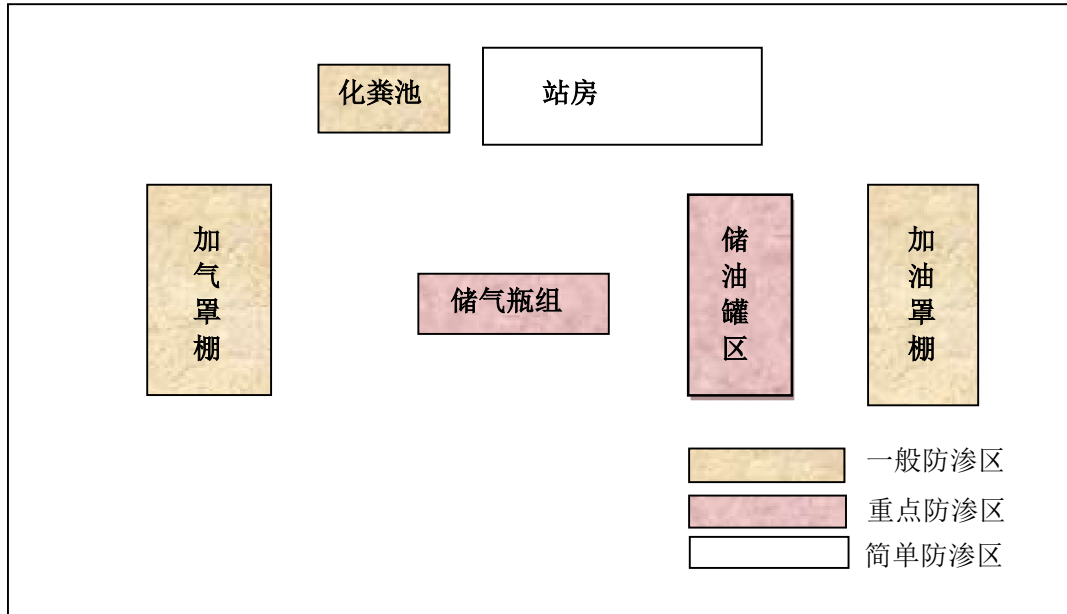 化粪池
站房
加气罩棚
储气瓶组
储油罐区
加油罩棚
一般防渗区
重点防渗区
简单防渗区